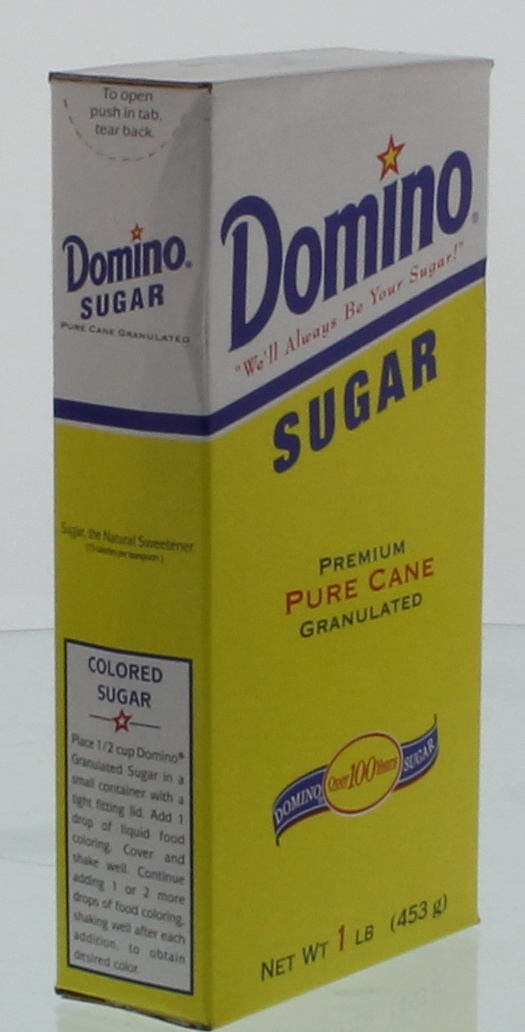 To open
push in tab,
tear back.
Domino®
SUGAR
PURE CANE GRANULATED
Sugar, the Natural Sweetener.
(15 calories per teaspoon.)
COLORED
SUGAR
Place 1/2 cup Domino®
Granulated Sugar in a
small container with a
tight fitting lid. Add 1
drop of liquid food
coloring. Cover and
shake well. Continue
adding 1 or 2 more
drops of food coloring,
shaking well after each
addition, to obtain
desired color.
Domino®
"We'll Always Be Your Sugar!"
SUGAR
PREMIUM
PURE CANE
GRANULATED
DOMINO Over 100 Years SUGAR
NET WT 1 LB (453 g)